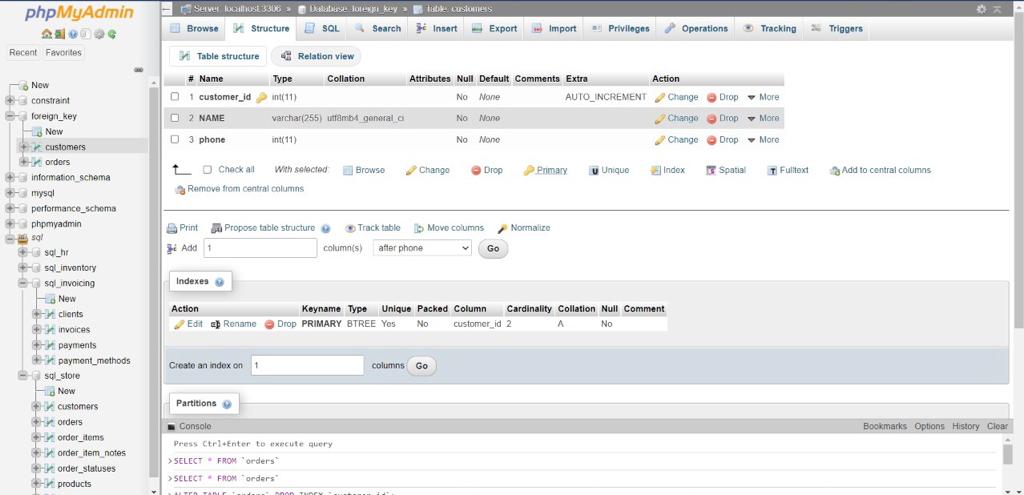 phpMyAdmin
Recent Favorites
New
constraint
foreign_key
New
customers
orders
information_schema
mysql
performance_schema
phpmyadmin
sql
sql_hr
sql_inventory
sql_invoicing
New
clients
invoices
payments
payment_methods
sql_store
New
customers
orders
order_items
order_item_notes
order_statuses
products
Server: localhost:3306 » Database: foreign_key » Table: customers
Browse Structure SQL Search Insert Export Import Privileges Operations Tracking Triggers
Table structure Relation view
# Name Type Collation Attributes Null Default Comments Extra Action
1 customer_id int(11) No None AUTO_INCREMENT Change Drop More
2 NAME varchar(255) utf8mb4_general_ci No None Change Drop More
3 phone int(11) No None Change Drop More
Check all With selected: Browse Change Drop Primary Unique Index Spatial Fulltext Add to central columns
Remove from central columns
Print Propose table structure Track table Move columns Normalize
Add 1 column(s) after phone Go
Indexes
Action Keyname Type Unique Packed Column Cardinality Collation Null Comment
Edit Rename Drop PRIMARY BTREE Yes No customer_id 2 A No
Create an index on 1 columns Go
Partitions
Console Bookmarks Options History Clear
Press Ctrl+Enter to execute query
>SELECT * FROM `orders`
>SELECT * FROM `orders`
>ALTER TABLE `orders` DROP INDEX `customer_id`;